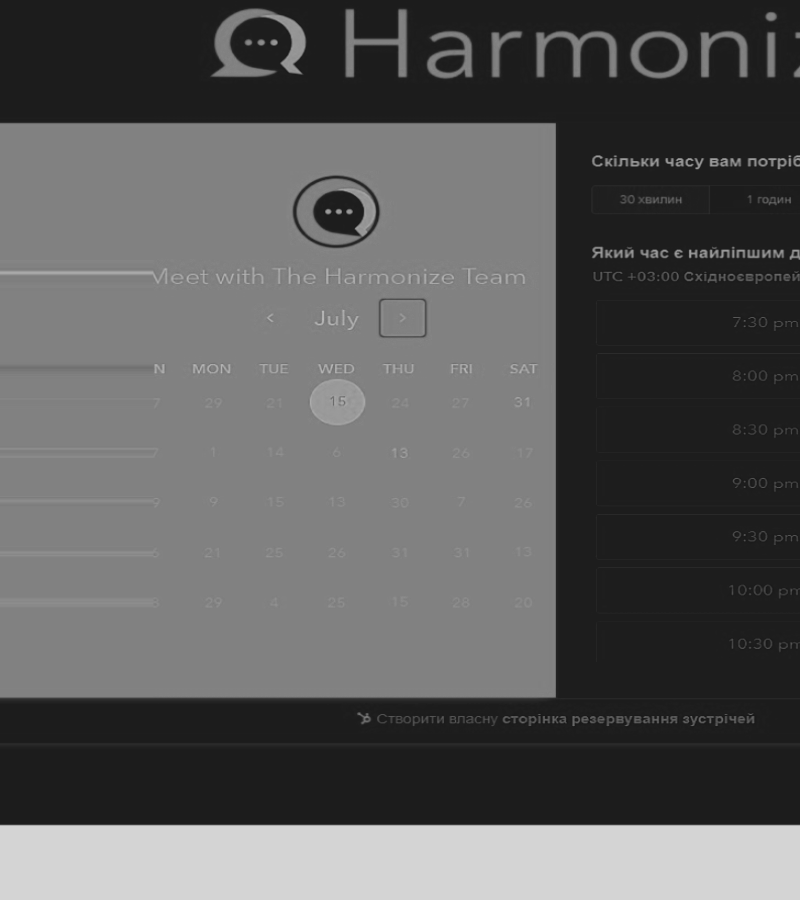 Harmoniz
Meet with The Harmonize Team
< July >
N MON TUE WED THU FRI SAT
7 29 21 15 24 27 31
7 1 14 6 13 26 17
9 9 15 13 30 7 26
6 21 25 26 31 31 13
8 29 4 25 15 28 20
Скільки часу вам потріб
30 хвилин 1 годин
Який час є найліпшим д
UTC +03:00 Східноєвропей
7:30 pm
8:00 pm
8:30 pm
9:00 pm
9:30 pm
10:00 pm
10:30 pm
Створити власну сторінка резервування зустрічей